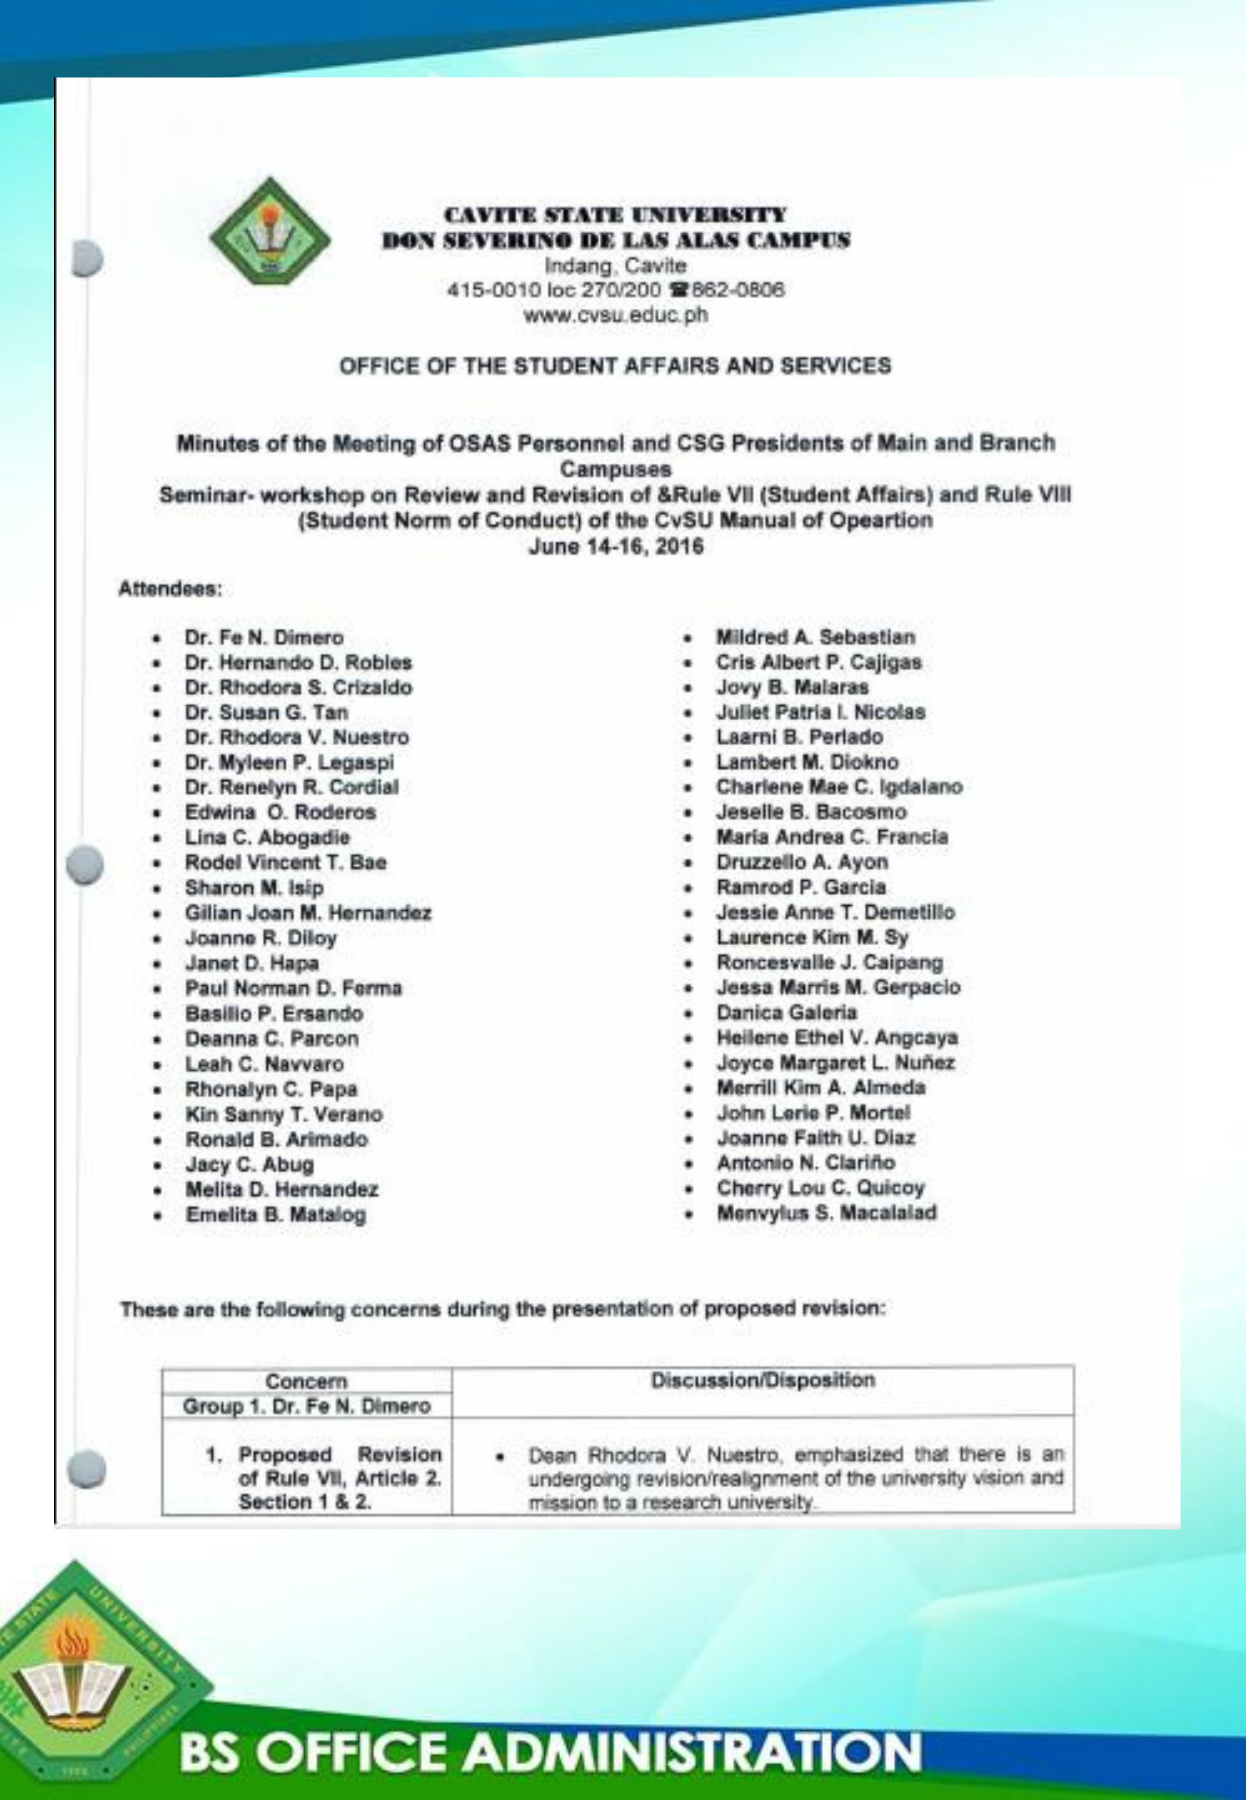 CAVITE STATE UNIVERSITY
DON SEVERINO DE LAS ALAS CAMPUS
Indang, Cavite
415-0010 loc 270/200 ☎862-0806
www.cvsu.educ.ph
OFFICE OF THE STUDENT AFFAIRS AND SERVICES
Minutes of the Meeting of OSAS Personnel and CSG Presidents of Main and Branch
Campuses
Seminar- workshop on Review and Revision of &Rule VII (Student Affairs) and Rule VIII
(Student Norm of Conduct) of the CvSU Manual of Opeartion
June 14-16, 2016
Attendees:
• Dr. Fe N. Dimero
• Dr. Hernando D. Robles
• Dr. Rhodora S. Crizaldo
• Dr. Susan G. Tan
• Dr. Rhodora V. Nuestro
• Dr. Myleen P. Legaspi
• Dr. Renelyn R. Cordial
• Edwina O. Roderos
• Lina C. Abogadie
• Rodel Vincent T. Bae
• Sharon M. Isip
• Gilian Joan M. Hernandez
• Joanne R. Diloy
• Janet D. Hapa
• Paul Norman D. Ferma
• Basilio P. Ersando
• Deanna C. Parcon
• Leah C. Navvaro
• Rhonalyn C. Papa
• Kin Sanny T. Verano
• Ronald B. Arimado
• Jacy C. Abug
• Melita D. Hernandez
• Emelita B. Matalog
• Mildred A. Sebastian
• Cris Albert P. Cajigas
• Jovy B. Malaras
• Juliet Patria I. Nicolas
• Laarni B. Perlado
• Lambert M. Diokno
• Charlene Mae C. Igdalano
• Jeselle B. Bacosmo
• Maria Andrea C. Francia
• Druzzello A. Ayon
• Ramrod P. Garcia
• Jessie Anne T. Demetillo
• Laurence Kim M. Sy
• Roncesvalle J. Caipang
• Jessa Marris M. Gerpacio
• Danica Galeria
• Heilene Ethel V. Angcaya
• Joyce Margaret L. Nuñez
• Merrill Kim A. Almeda
• John Lerie P. Mortel
• Joanne Faith U. Diaz
• Antonio N. Clariño
• Cherry Lou C. Quicoy
• Menvylus S. Macalalad
These are the following concerns during the presentation of proposed revision:
Concern
Group 1. Dr. Fe N. Dimero
Discussion/Disposition
1. Proposed Revision
of Rule VII, Article 2.
Section 1 & 2.
• Dean Rhodora V. Nuestro, emphasized that there is an
undergoing revision/realignment of the university vision and
mission to a research university.
STATE UNIVERSITY
PHILIPPINES
BS OFFICE ADMINISTRATION